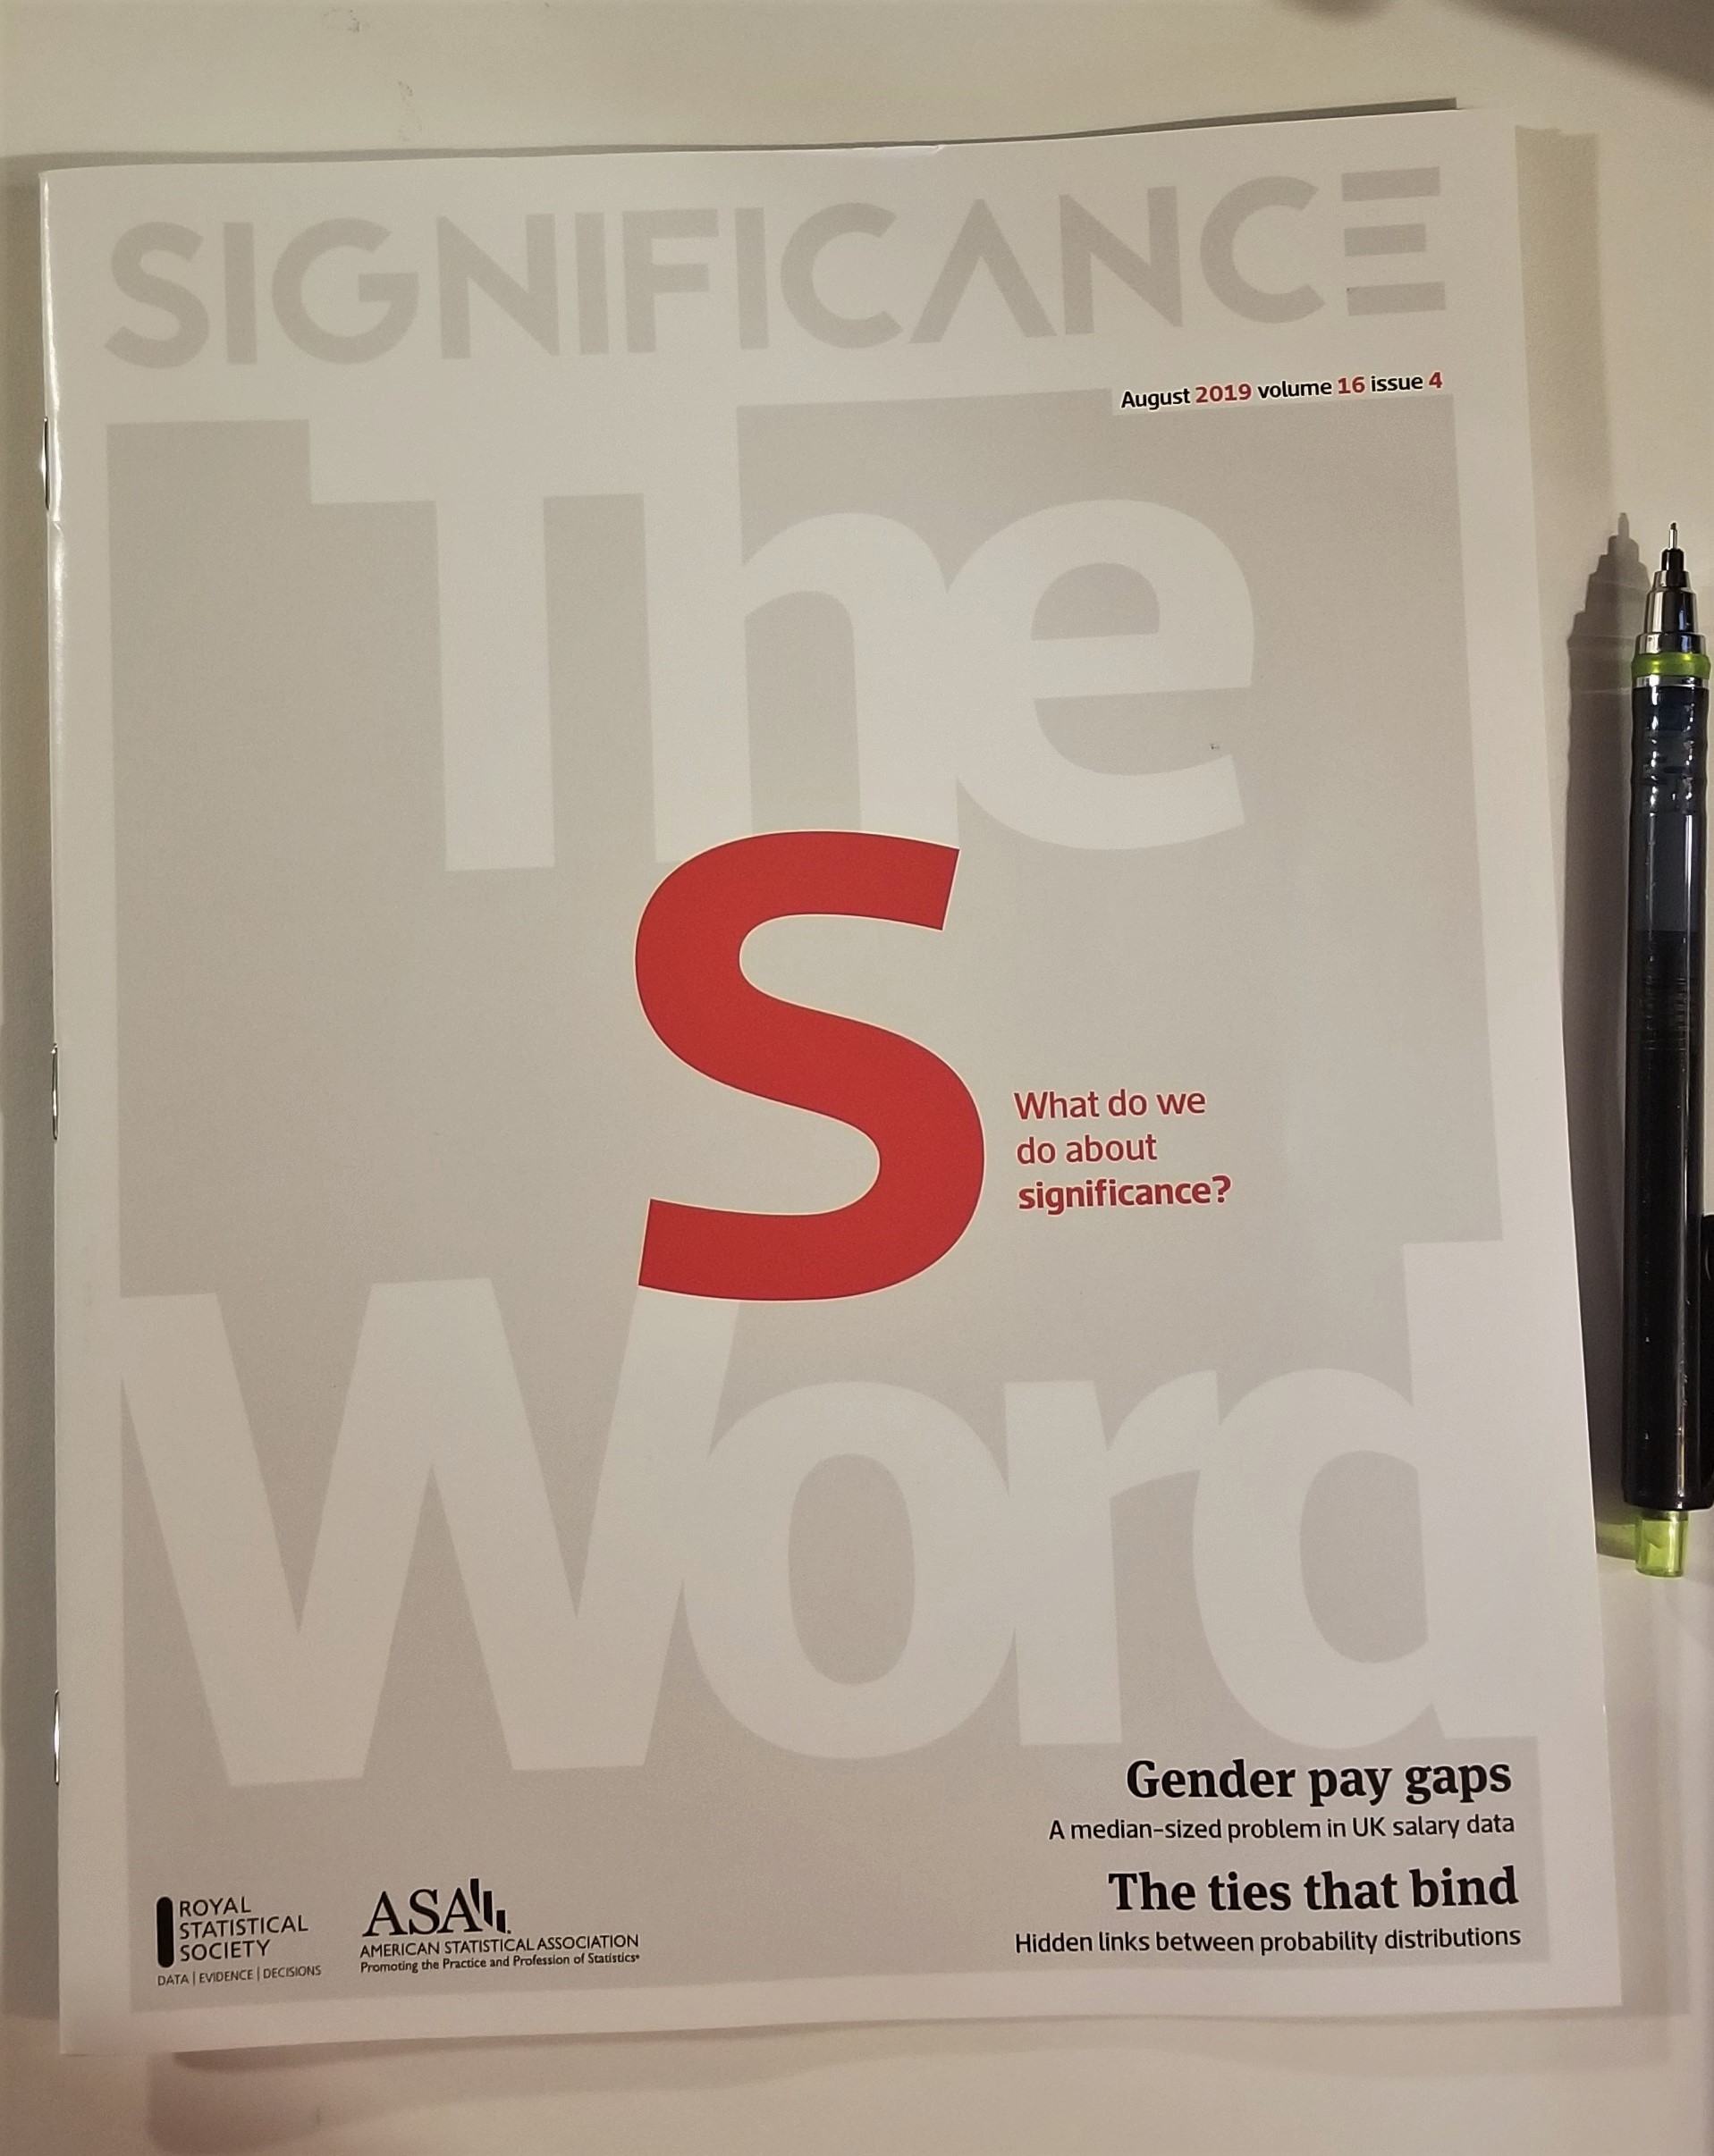 SIGNIFICANCE
August 2019 volume 16 issue 4
The
S
What do we
do about
significance?
Word
Gender pay gaps
A median-sized problem in UK salary data
The ties that bind
Hidden links between probability distributions
ROYAL
STATISTICAL
SOCIETY
DATA | EVIDENCE | DECISIONS
ASA
AMERICAN STATISTICAL ASSOCIATION
Promoting the Practice and Profession of Statistics®